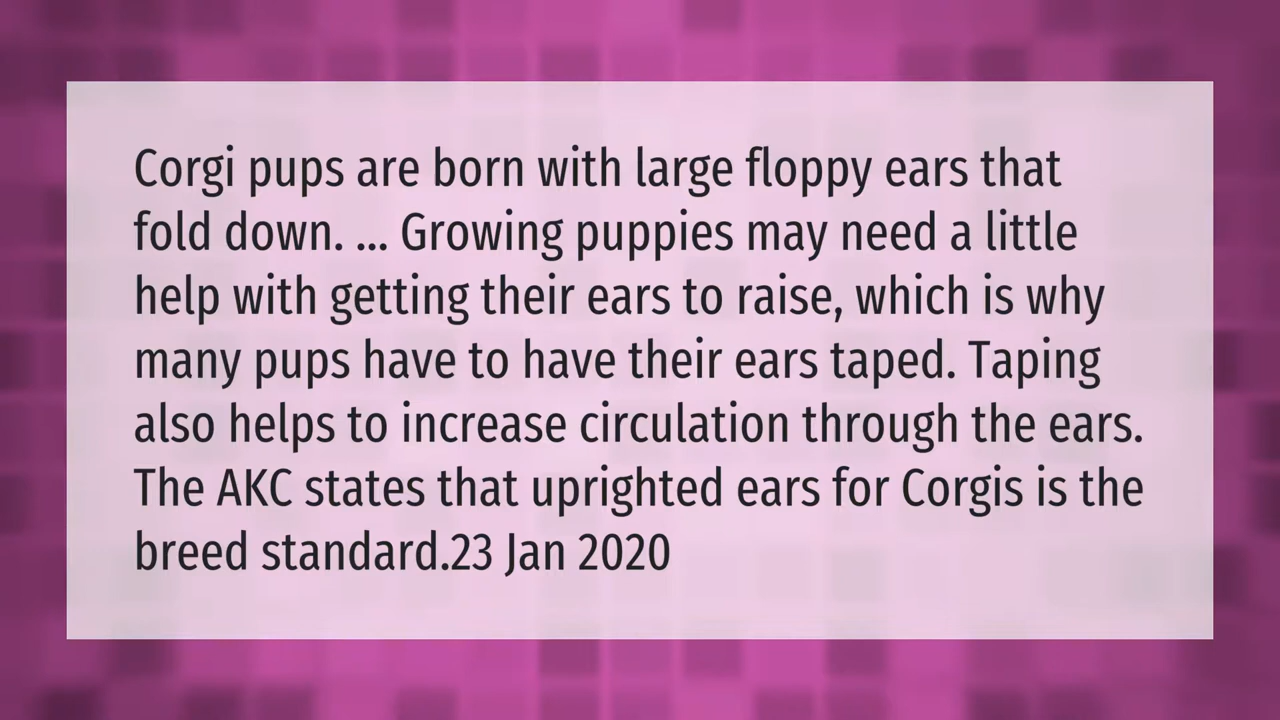 Corgi pups are born with large floppy ears that
fold down. ... Growing puppies may need a little
help with getting their ears to raise, which is why
many pups have to have their ears taped. Taping
also helps to increase circulation through the ears.
The AKC states that uprighted ears for Corgis is the
breed standard.23 Jan 2020